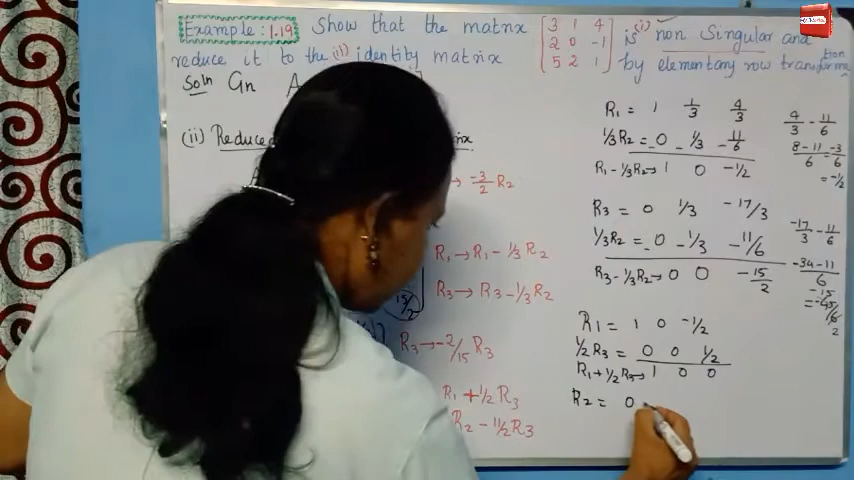 Example: 1.19 Show that the matrix [3 1 4 is (i) non Singular and
2 0 -1
5 2 1]
reduce it to the (ii) identity matrix by elementary row transformation
Soln Gn A
(ii) Reduce
→ -3/2 R2
R1 → R1 - 1/3 R2
R3 → R3 - 1/3 R2
15/2
R3 → -2/15 R3
R1 + 1/2 R3
R2 - 11/2 R3
R1 = 1 1/3 4/3
1/3 R2 = 0 - 1/3 - 11/6
R1 - 1/3 R2 → 1 0 -1/2
R3 = 0 1/3 -17/3
1/3 R2 = 0 - 1/3 - 11/6
R3 - 1/3 R2 → 0 0 - 15/2
R1 = 1 0 -1/2
1/2 R3 = 0 0 1/2
R1 + 1/2 R3 → 1 0 0
R2 = 0
4/3 - 11/6
8-11/6 = -3/6
= -1/2
-17/3 - 11/6
-34-11/6